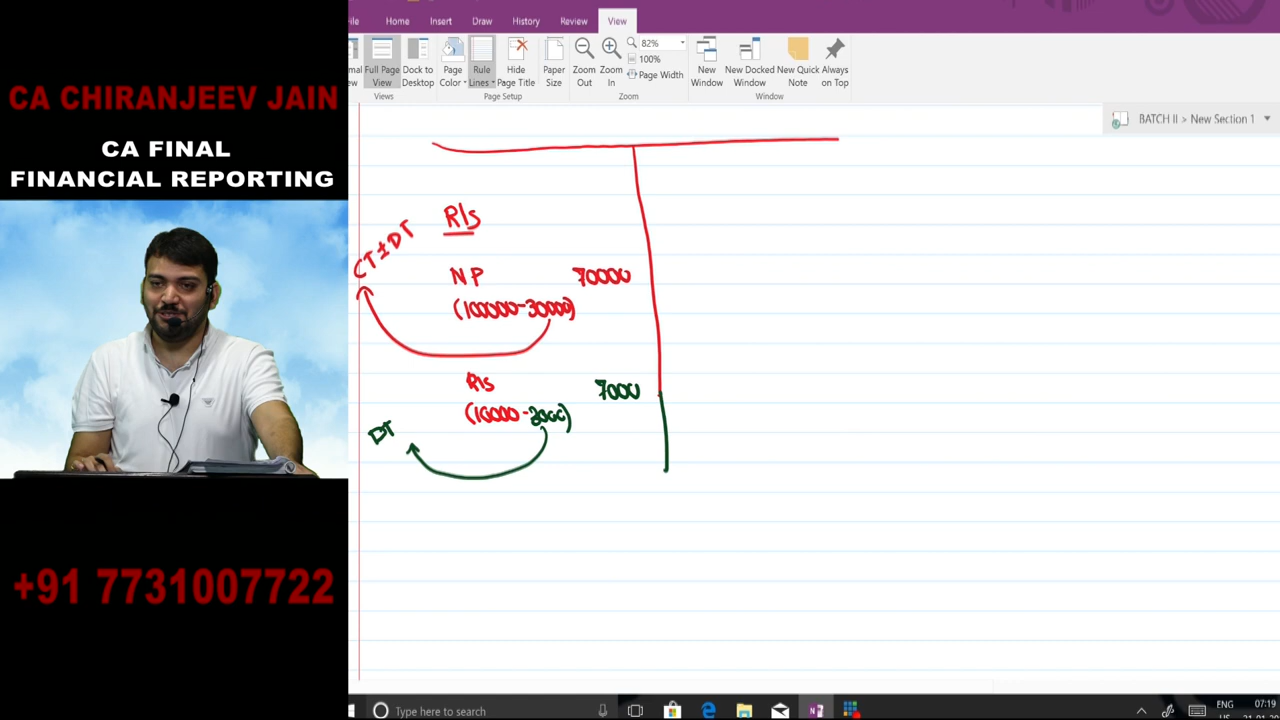 CA CHIRANJEEV JAIN
CA FINAL
FINANCIAL REPORTING
+91 7731007722
Home Insert Draw History Review View
Full Page View
Dock to Desktop
Page Color
Rule Lines
Hide Page Title
Paper Size
Zoom Out
Zoom In
82%
100%
Page Width
New Window
New Docked Window
New Quick Note
Always on Top
Views
Page Setup
Zoom
Window
BATCH II > New Section 1
R/s
CT ± DT
NP 70000
(100000-30000)
R/s 7000
(10000-3000)
DT
Type here to search
ENG
07:19